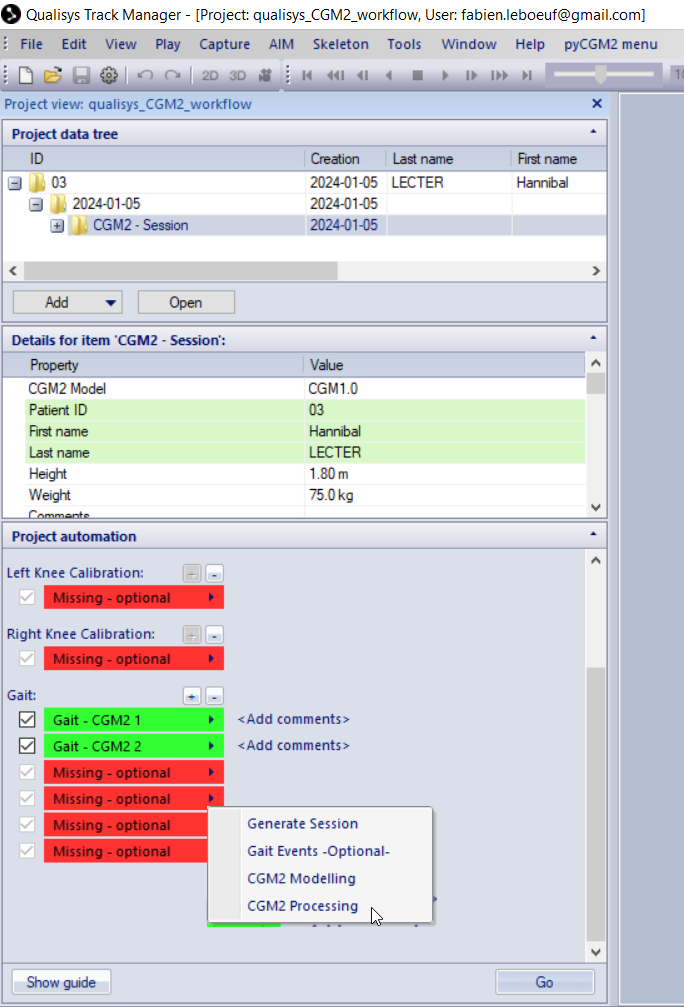 Qualisys Track Manager - [Project: qualisys_CGM2_workflow, User: fabien.leboeuf@gmail.com]
File Edit View Play Capture AIM Skeleton Tools Window Help pyCGM2 menu
2D 3D
Project view: qualisys_CGM2_workflow
Project data tree
ID Creation Last name First name
03 2024-01-05 LECTER Hannibal
2024-01-05 2024-01-05
CGM2 - Session 2024-01-05
Add Open
Details for item 'CGM2 - Session':
Property Value
CGM2 Model CGM1.0
Patient ID 03
First name Hannibal
Last name LECTER
Height 1.80 m
Weight 75.0 kg
Comments
Project automation
Left Knee Calibration: + -
Missing - optional
Right Knee Calibration: + -
Missing - optional
Gait: + -
Gait - CGM2 1 <Add comments>
Gait - CGM2 2 <Add comments>
Missing - optional
Missing - optional
Missing - optional
Missing - optional
Generate Session
Gait Events -Optional-
CGM2 Modelling
CGM2 Processing
Show guide Go